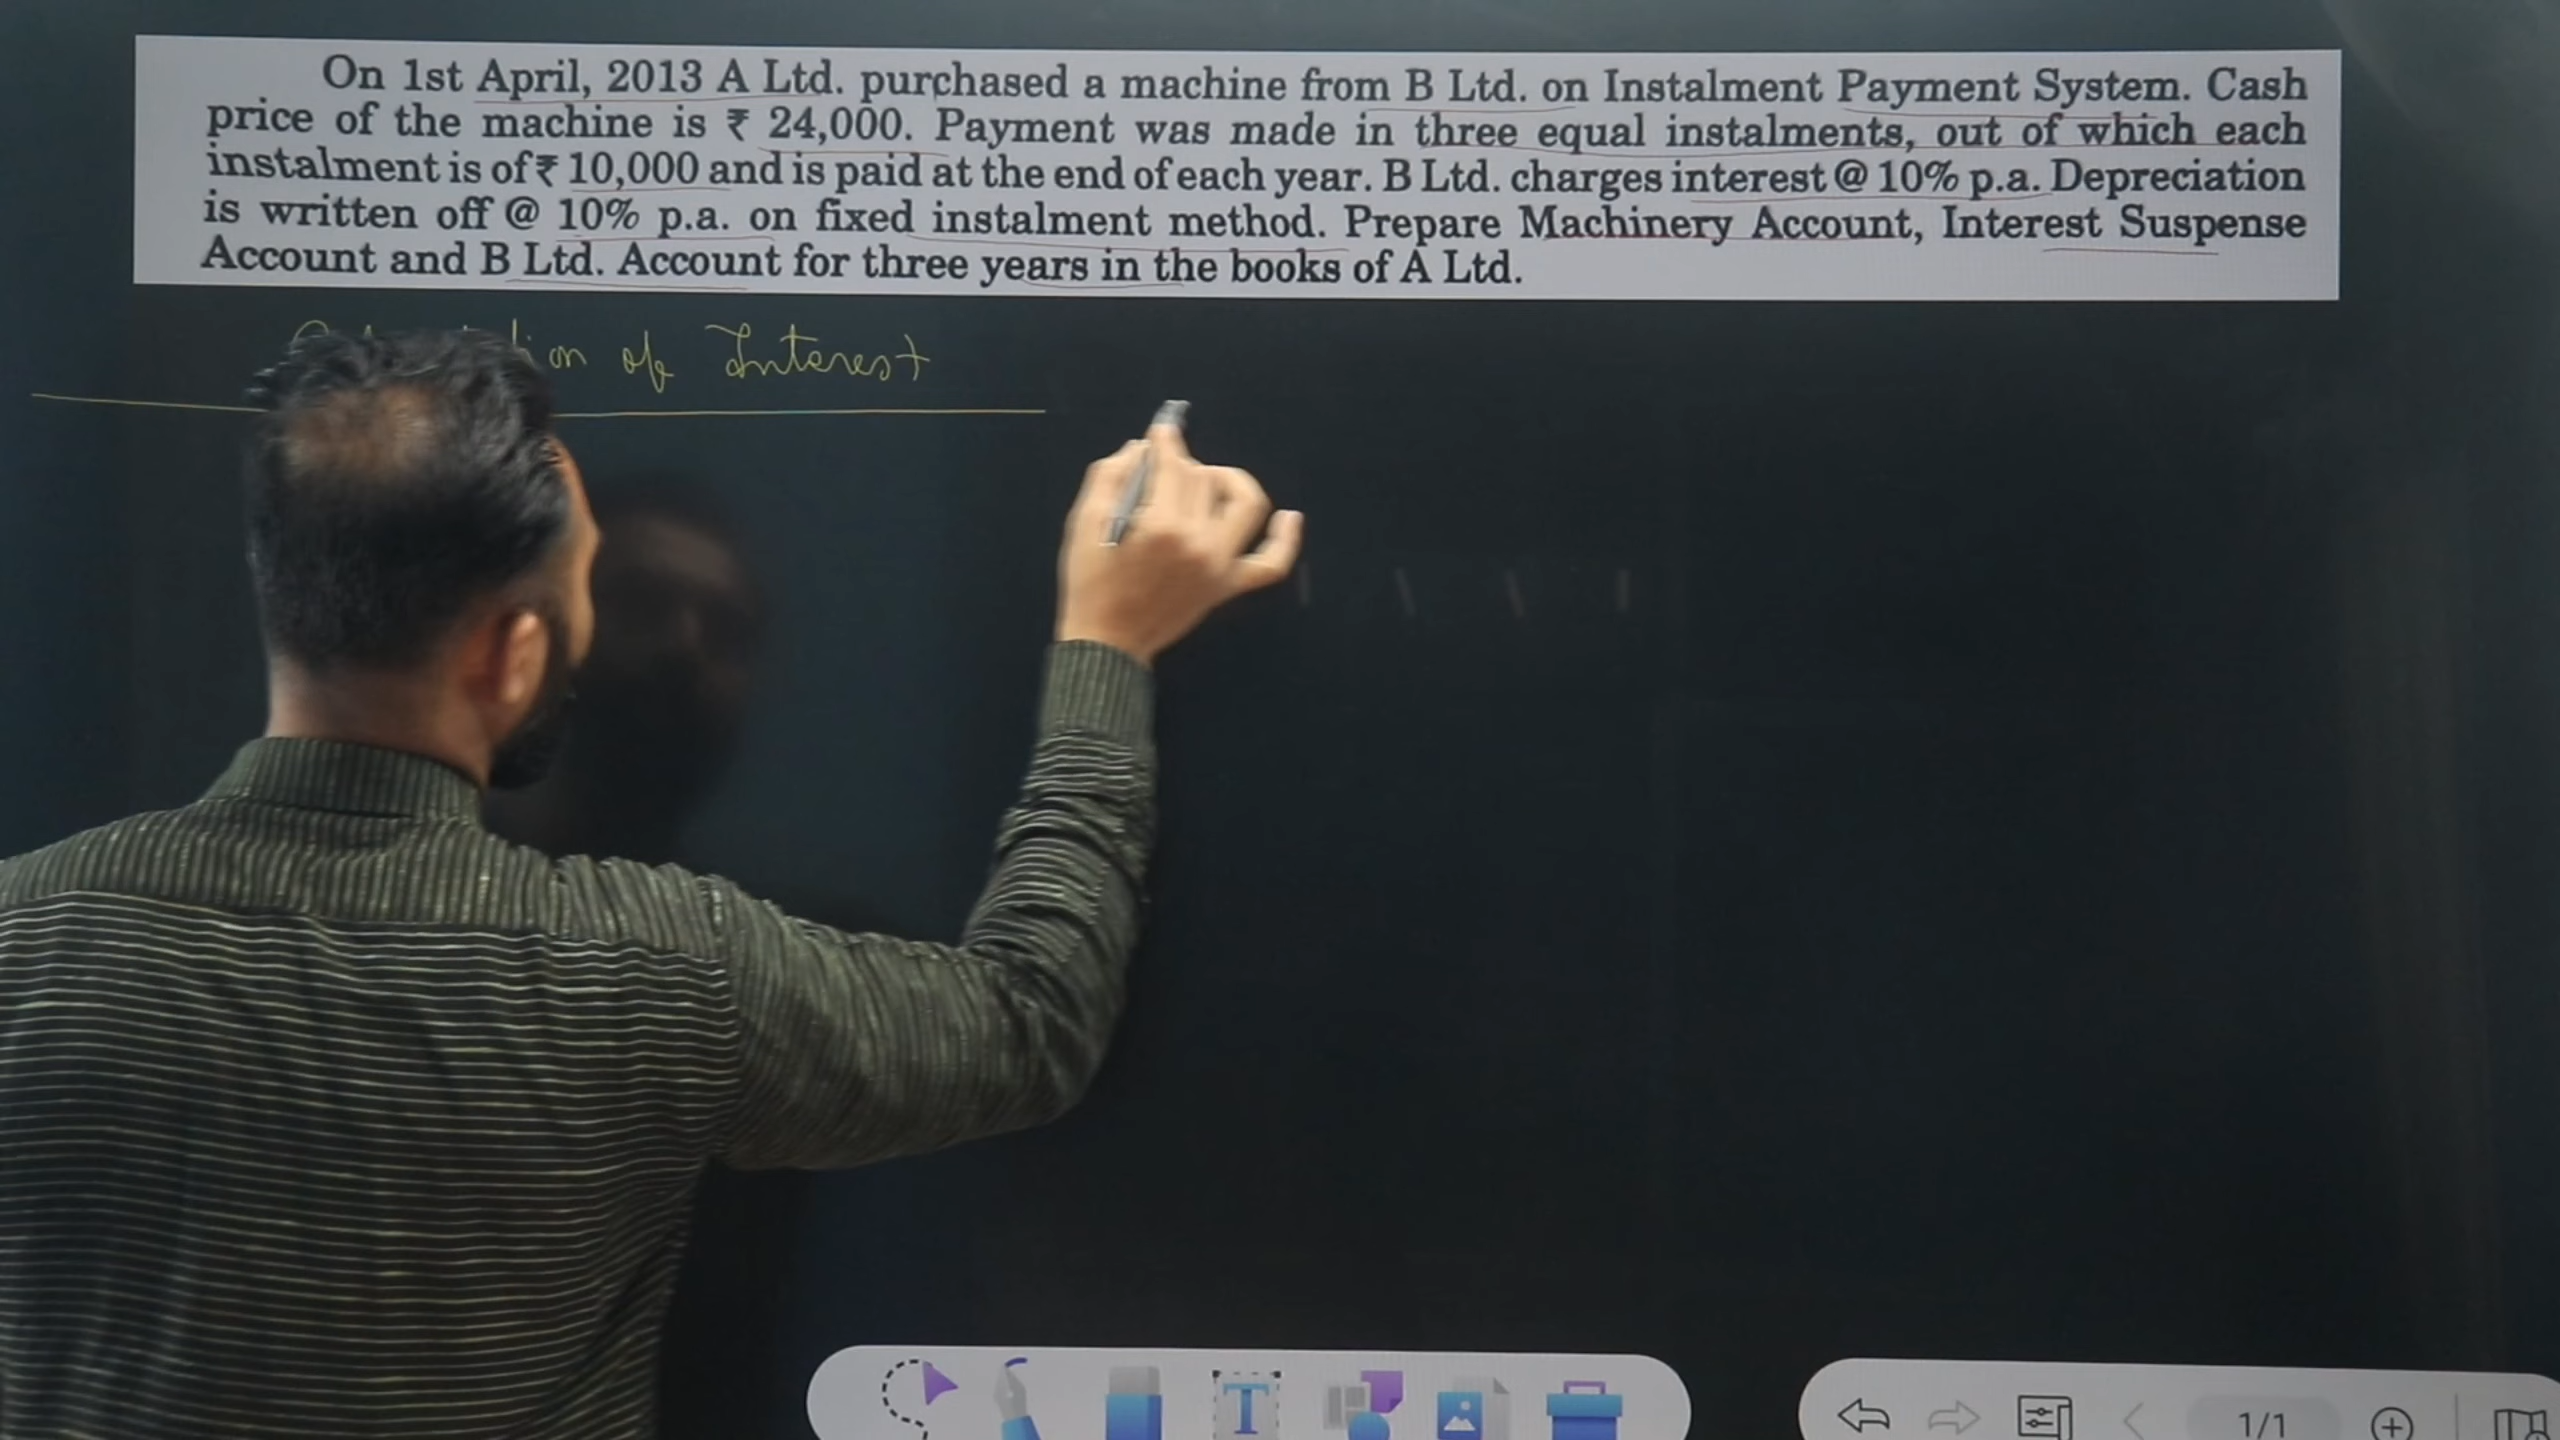 On 1st April, 2013 A Ltd. purchased a machine from B Ltd. on Instalment Payment System. Cash
price of the machine is ₹ 24,000. Payment was made in three equal instalments, out of which each
instalment is of ₹ 10,000 and is paid at the end of each year. B Ltd. charges interest @ 10% p.a. Depreciation
is written off @ 10% p.a. on fixed instalment method. Prepare Machinery Account, Interest Suspense
Account and B Ltd. Account for three years in the books of A Ltd.
of Interest
T
1/1